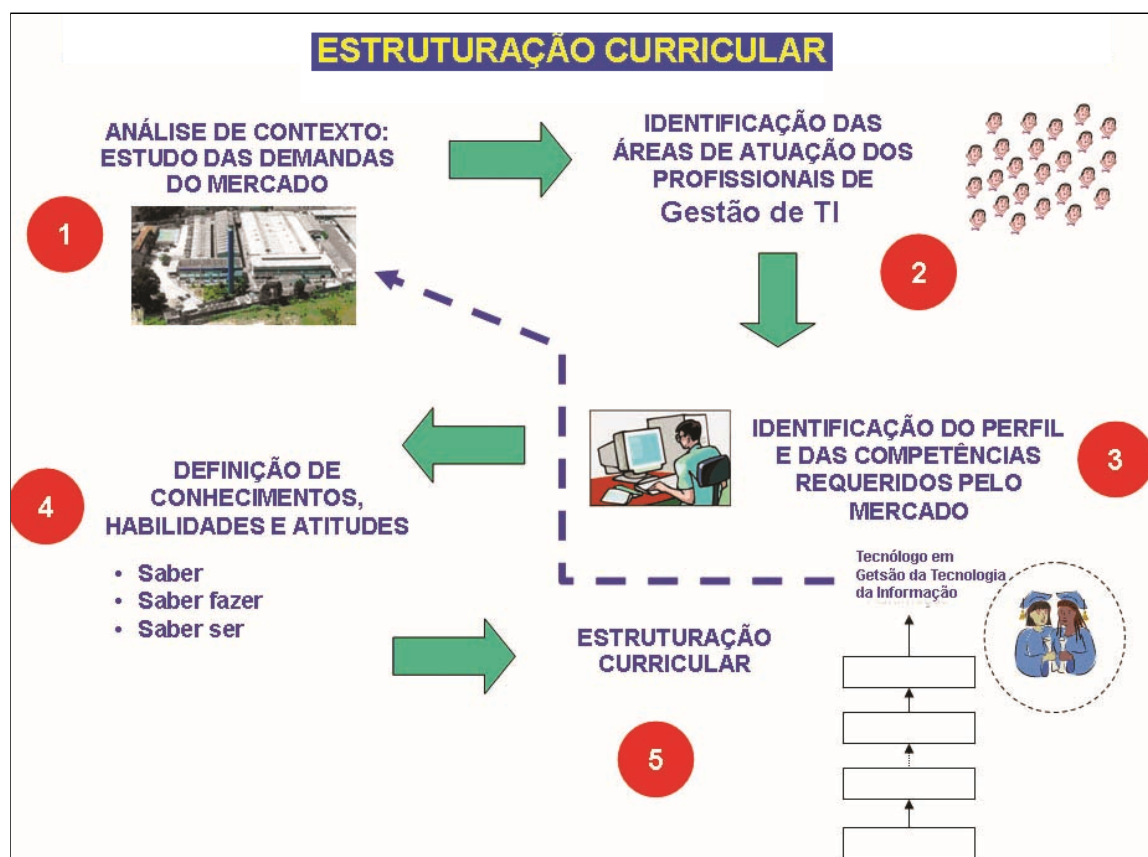 ESTRUTURAÇÃO CURRICULAR
ANÁLISE DE CONTEXTO:
ESTUDO DAS DEMANDAS
DO MERCADO
1
IDENTIFICAÇÃO DAS
ÁREAS DE ATUAÇÃO DOS
PROFISSIONAIS DE
Gestão de TI
2
IDENTIFICAÇÃO DO PERFIL
E DAS COMPETÊNCIAS
REQUERIDOS PELO
MERCADO
3
DEFINIÇÃO DE
CONHECIMENTOS,
HABILIDADES E ATITUDES
• Saber
• Saber fazer
• Saber ser
4
ESTRUTURAÇÃO
CURRICULAR
5
Tecnólogo em
Getsão da Tecnologia
da Informação